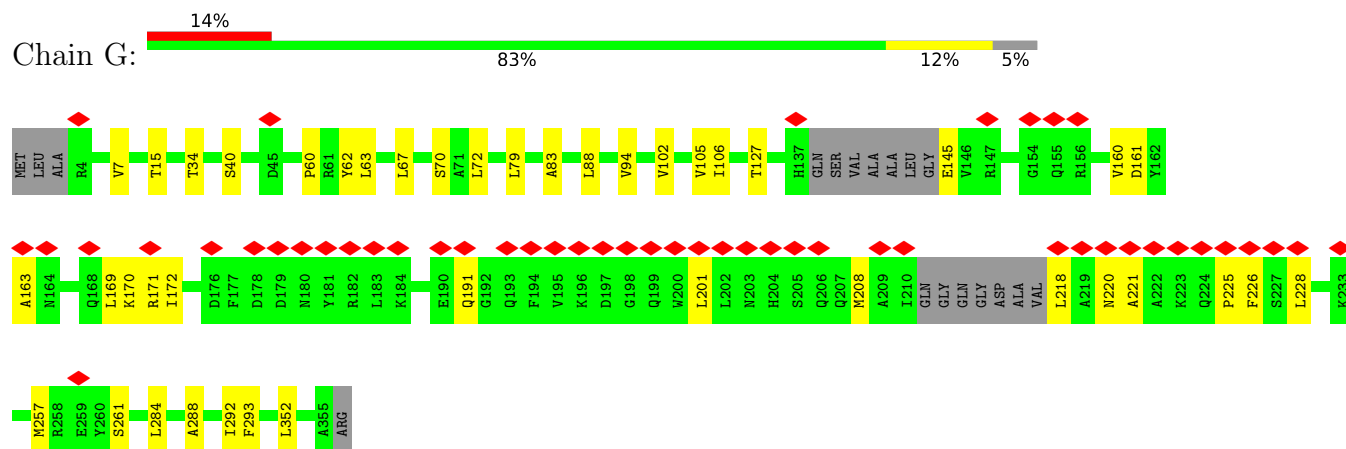 14%
Chain G:
83% 12% 5%
MET LEU ALA R4 V7 T15 T34 S40 D45 P60 R61 Y62 L63 L67 S70 A71 L72 L79 A83 L88 V94 V102 V105 I106 T127 H137 GLN SER VAL ALA ALA LEU GLY E145 V146 R147 G154 Q155 R156 V160 D161 Y162
A163 N164 Q168 L169 K170 R171 I172 D176 F177 D178 D179 N180 Y181 R182 L183 K184 E190 Q191 G192 Q193 F194 V195 K196 D197 G198 Q199 W200 L201 L202 N203 H204 S205 Q206 Q207 M208 A209 I210 GLN GLY GLN GLY ASP ALA VAL L218 A219 N220 A221 A222 K223 Q224 P225 F226 S227 L228 K233
M257 R258 E259 Y260 S261 L284 A288 I292 F293 L352 A355 ARG